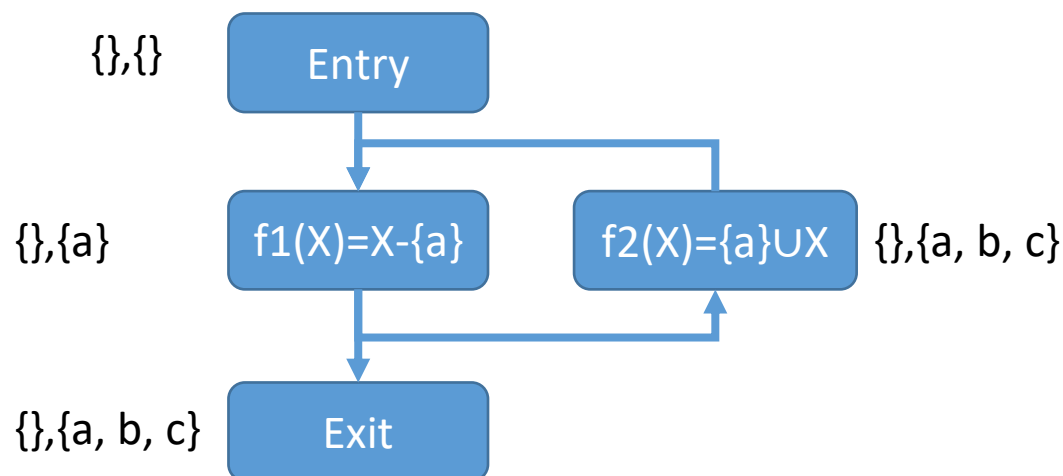 {},{}
Entry
{},{a}
f1(X)=X-{a}
f2(X)={a}∪X
{},{a, b, c}
{},{a, b, c}
Exit